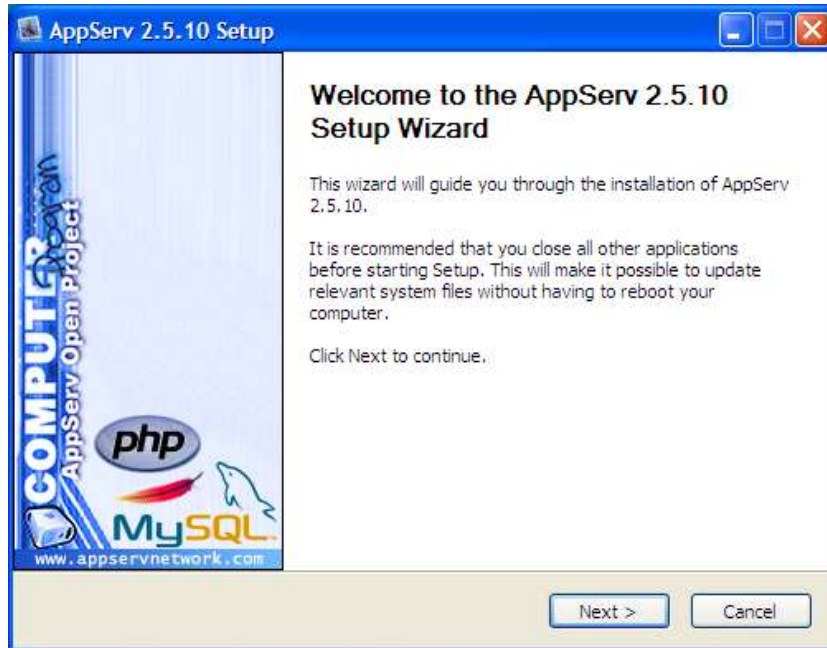 AppServ 2.5.10 Setup
COMPUTER
Program
AppServ Open Project
php
MySQL
www.appservnetwork.com
Welcome to the AppServ 2.5.10
Setup Wizard
This wizard will guide you through the installation of AppServ
2.5.10.
It is recommended that you close all other applications
before starting Setup. This will make it possible to update
relevant system files without having to reboot your
computer.
Click Next to continue.
Next >
Cancel